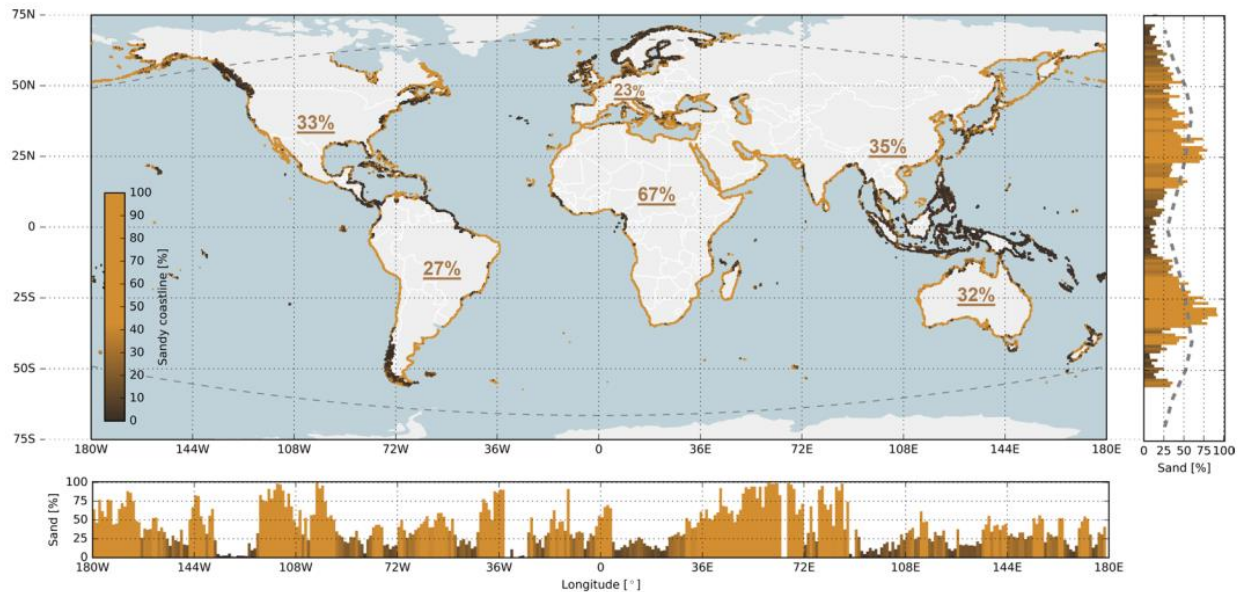 75N
50N
25N
0
25S
50S
75S
33%
23%
35%
67%
27%
32%
100
90
80
70
60
50
40
30
20
10
0
Sandy coastline [%]
180W 144W 108W 72W 36W 0 36E 72E 108E 144E 180E
0 25 50 75 100
Sand [%]
100
75
50
25
0
Sand [%]
180W 144W 108W 72W 36W 0 36E 72E 108E 144E 180E
Longitude [°]